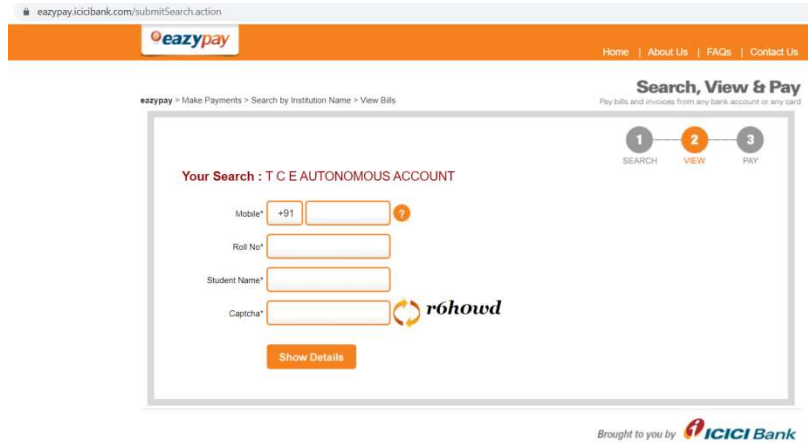 eazypay.icicibank.com/submitSearch.action
eazypay
Home | About Us | FAQs | Contact Us
Search, View & Pay
Pay bills and invoices from any bank account or any card
eazypay > Make Payments > Search by Institution Name > View Bills
1 2 3
SEARCH VIEW PAY
Your Search : T C E AUTONOMOUS ACCOUNT
Mobile* +91 ?
Roll No*
Student Name*
Captcha* r6howd
Show Details
Brought to you by ICICI Bank